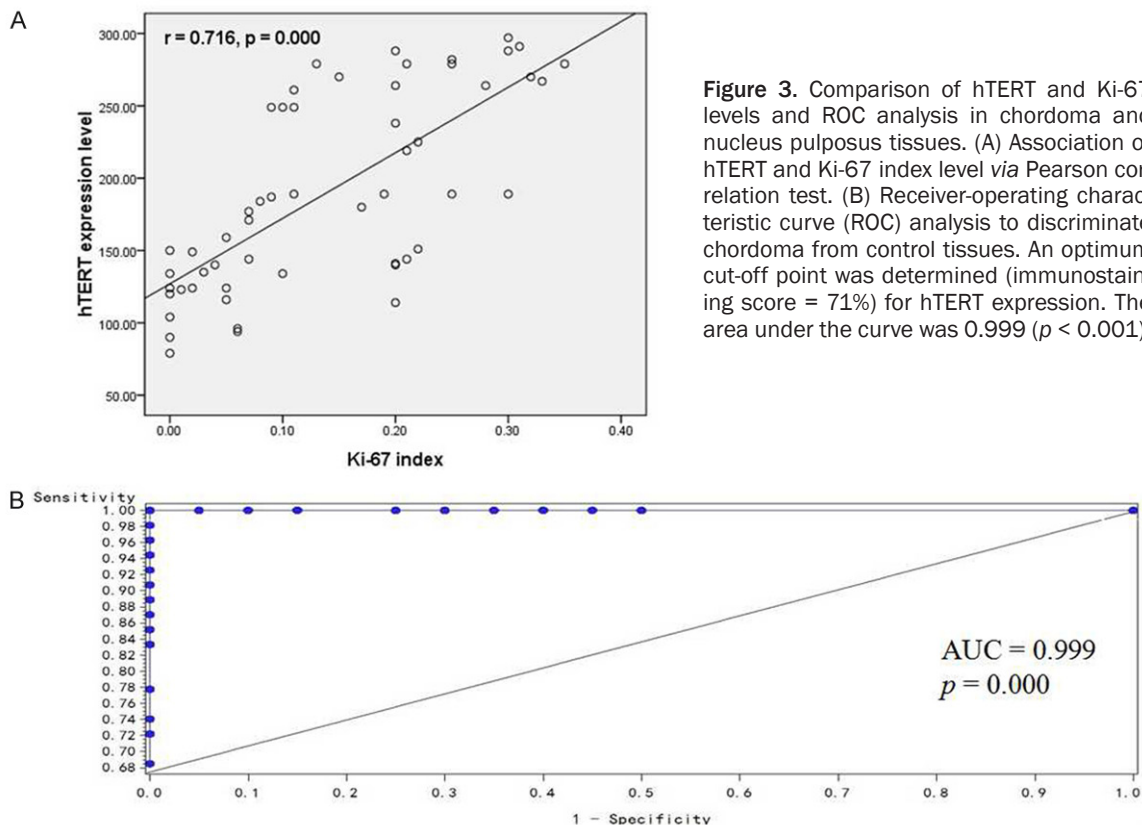 A
r = 0.716, p = 0.000
hTERT expression level
300.00
250.00
200.00
150.00
100.00
50.00
0.00 0.10 0.20 0.30 0.40
Ki-67 index
Figure 3. Comparison of hTERT and Ki-67
levels and ROC analysis in chordoma and
nucleus pulposus tissues. (A) Association o
hTERT and Ki-67 index level via Pearson cor
relation test. (B) Receiver-operating charac
teristic curve (ROC) analysis to discriminate
chordoma from control tissues. An optimum
cut-off point was determined (immunostain
ing score = 71%) for hTERT expression. The
area under the curve was 0.999 (p < 0.001)
B
Sensitivity
1.00
0.98
0.96
0.94
0.92
0.90
0.88
0.86
0.84
0.82
0.80
0.78
0.76
0.74
0.72
0.70
0.68
AUC = 0.999
p = 0.000
0.0 0.1 0.2 0.3 0.4 0.5 0.6 0.7 0.8 0.9 1.0
1 - Specificity